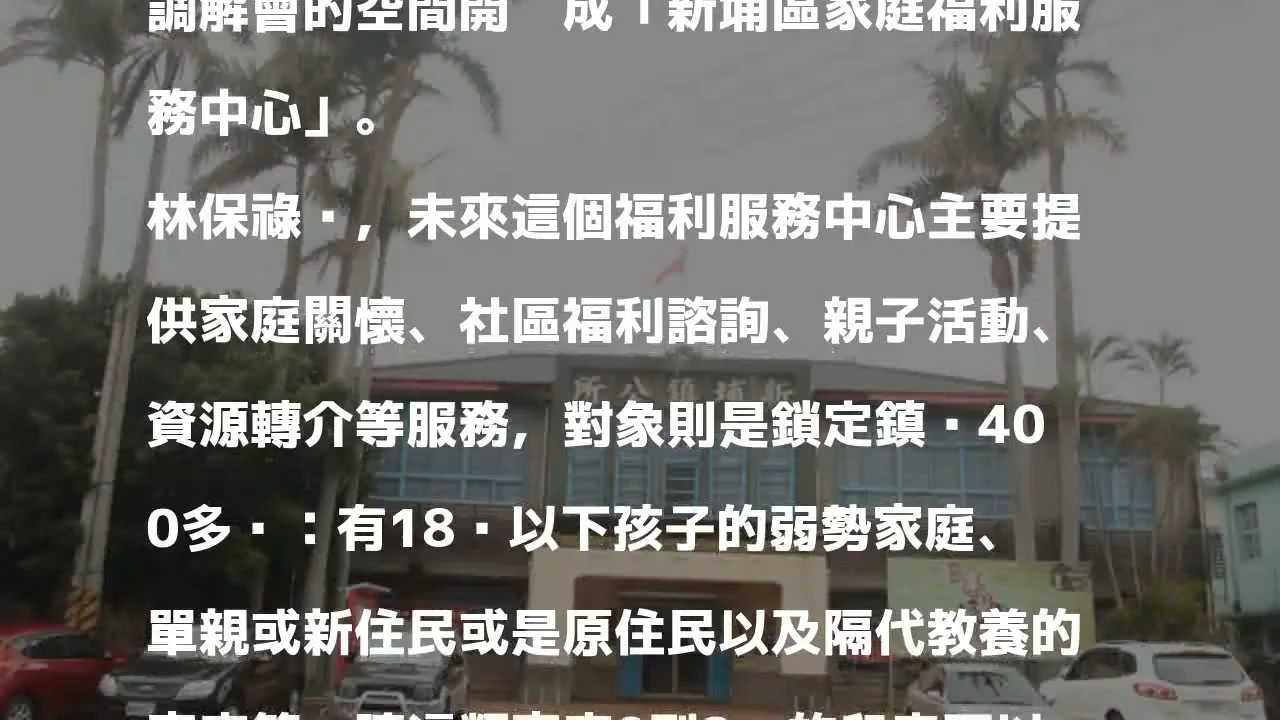 調解會的空間開 成「新埔區家庭福利服
務中心」。
林保祿·，未來這個福利服務中心主要提
供家庭關懷、社區福利諮詢、親子活動、
資源轉介等服務，對象則是鎖定鎮·40
0多·：有18·以下孩子的弱勢家庭、
單親或新住民或是原住民以及隔代教養的
所公鎮埔新